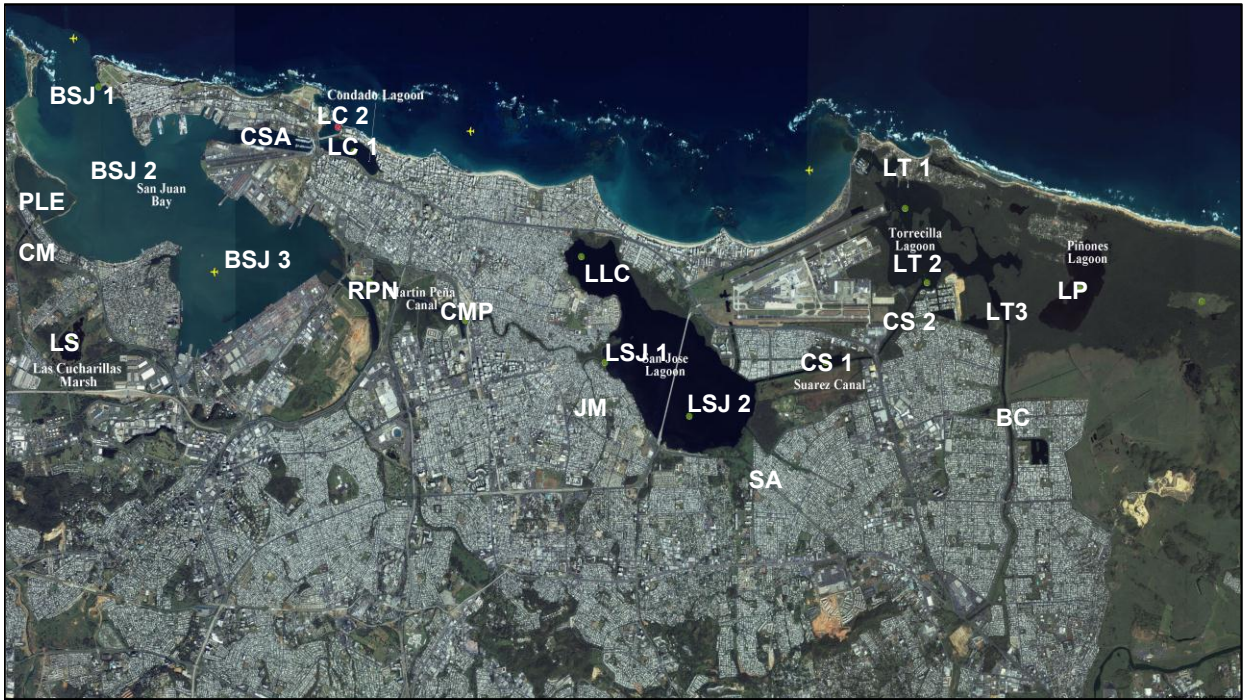 BSJ 1
Condado Lagoon
LC 2
CSA
LC 1
BSJ 2
San Juan
Bay
PLE
CM
BSJ 3
LT 1
Torrecilla
Lagoon
LT 2
Piñones
Lagoon
LP
LLC
RPN
Martin Peña
Canal
CMP
CS 2
LT3
LS
Las Cucharillas
Marsh
LSJ 1
San Jose
Lagoon
CS 1
Suarez Canal
JM
LSJ 2
BC
SA